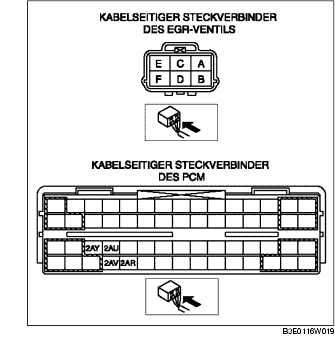 KABELSEITIGER STECKVERBINDER
DES EGR-VENTILS
E C A
F D B
KABELSEITIGER STECKVERBINDER
DES PCM
2AY 2AU
2AV 2AR
B3E0116W019